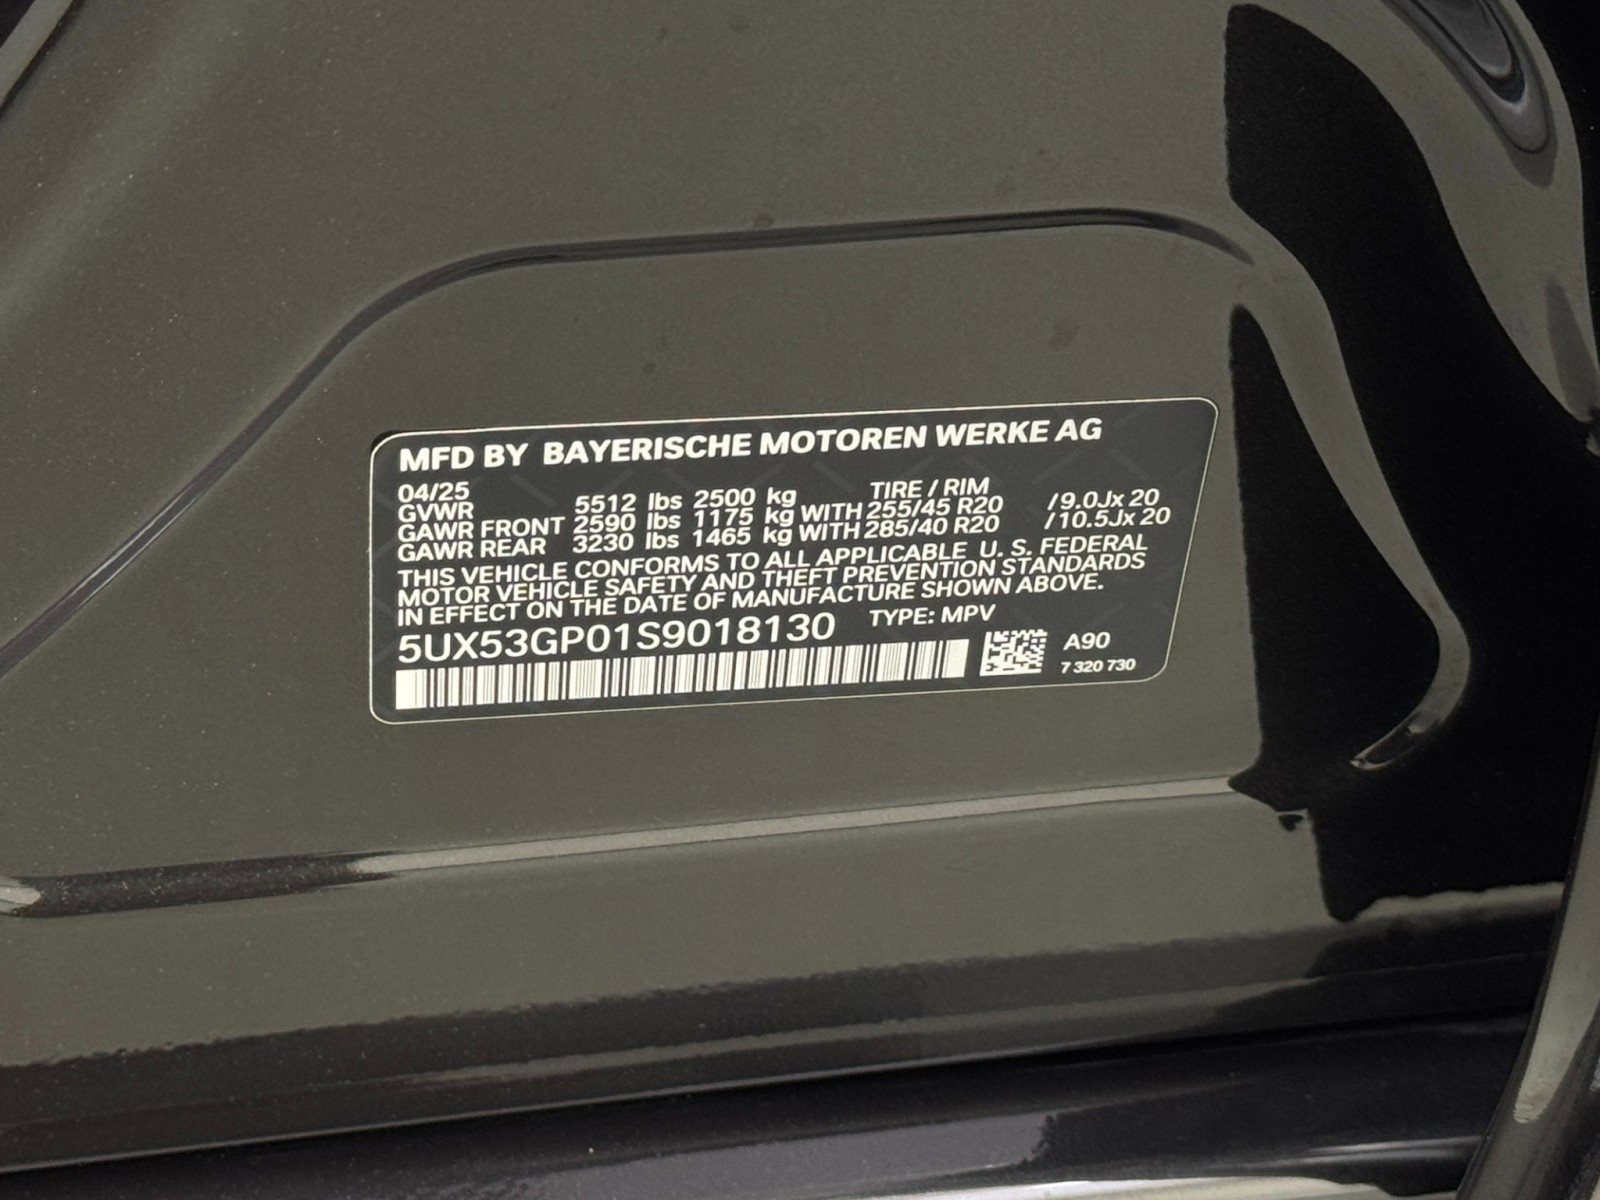 MFD BY BAYERISCHE MOTOREN WERKE AG
04/25 TIRE / RIM
GVWR 5512 lbs 2500 kg
GAWR FRONT 2590 lbs 1175 kg WITH 255/45 R20 /9.0Jx 20
GAWR REAR 3230 lbs 1465 kg WITH 285/40 R20 /10.5Jx 20
THIS VEHICLE CONFORMS TO ALL APPLICABLE U. S. FEDERAL
MOTOR VEHICLE SAFETY AND THEFT PREVENTION STANDARDS
IN EFFECT ON THE DATE OF MANUFACTURE SHOWN ABOVE.
5UX53GP01S9018130 TYPE: MPV
A90
7 320 730